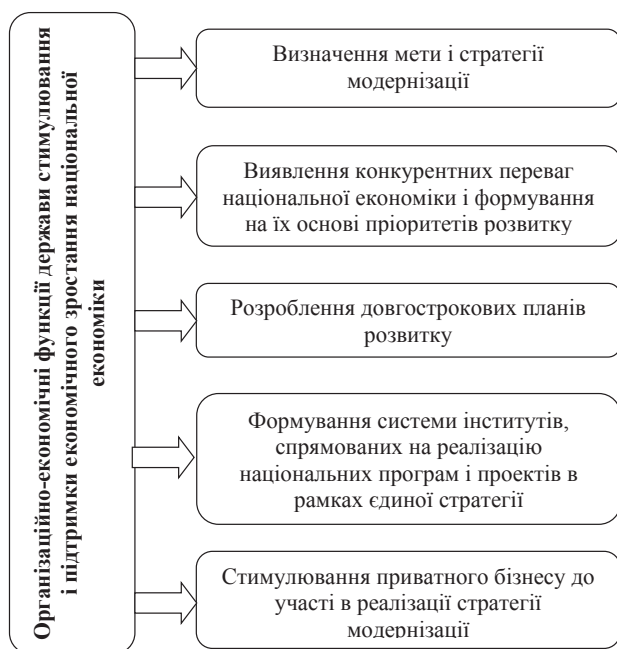 Організаційно-економічні функції держави стимулювання
і підтримки економічного зростання національної
економіки
Визначення мети і стратегії
модернізації
Виявлення конкурентних переваг
національної економіки і формування
на їх основі пріоритетів розвитку
Розроблення довгострокових планів
розвитку
Формування системи інститутів,
спрямованих на реалізацію
національних програм і проектів в
рамках єдиної стратегії
Стимулювання приватного бізнесу до
участі в реалізації стратегії
модернізації